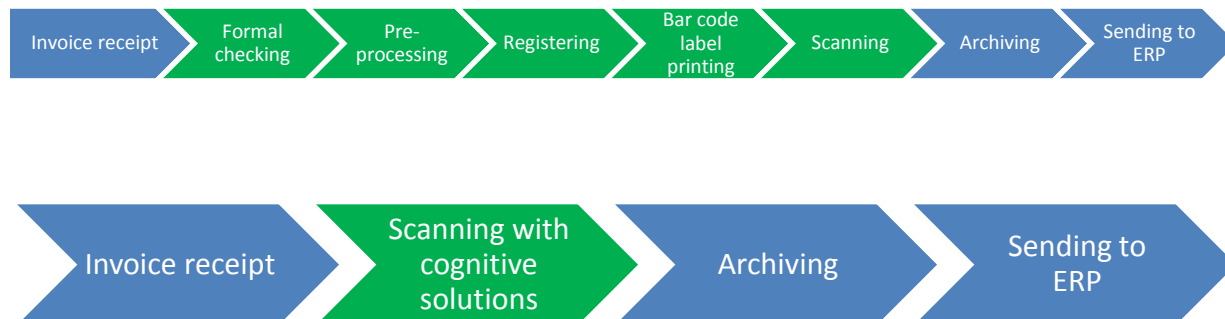 Invoice receipt
Formal
checking
Pre-
processing
Registering
Bar code
label
printing
Scanning
Archiving
Sending to
ERP
Invoice receipt
Scanning with
cognitive
solutions
Archiving
Sending to
ERP